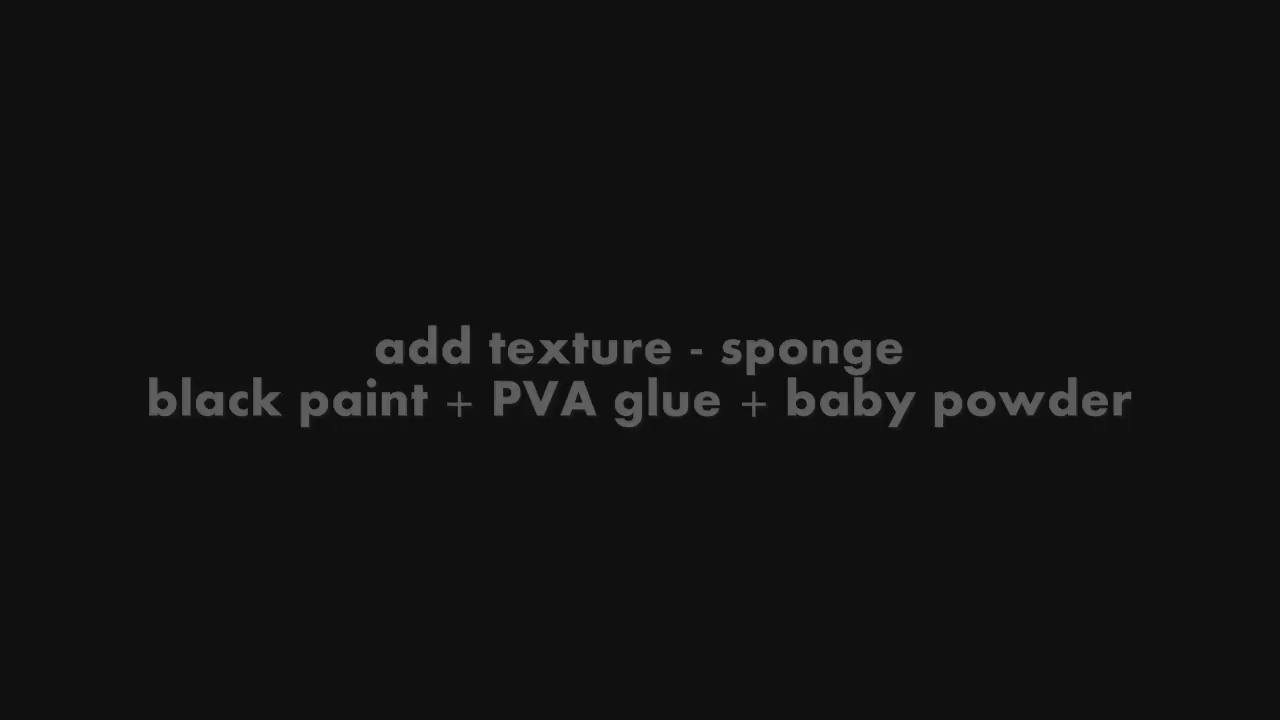 add texture - sponge
black paint + PVA glue + baby powder